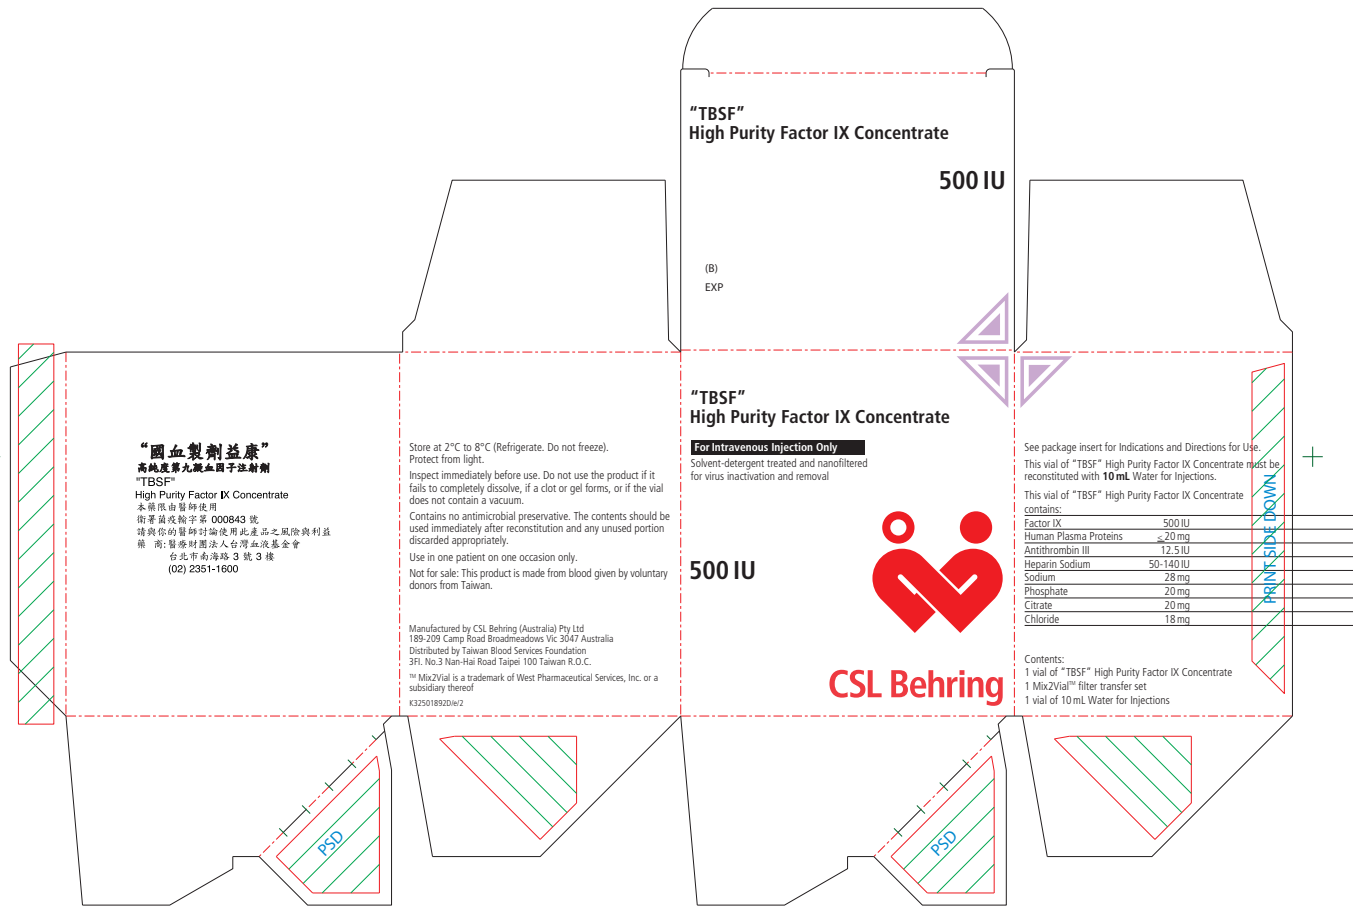 “TBSF”
High Purity Factor IX Concentrate
500 IU
(B)
EXP
“國血製劑益康”
高純度第九凝血因子注射劑
"TBSF"
High Purity Factor IX Concentrate
本藥限由醫師使用
衛署菌疫輸字第 000843 號
請與你的醫師討論使用此產品之風險與利益
藥 商:醫療財團法人台灣血液基金會
台北市南海路 3 號 3 樓
(02) 2351-1600
Store at 2°C to 8°C (Refrigerate. Do not freeze).
Protect from light.
Inspect immediately before use. Do not use the product if it
fails to completely dissolve, if a clot or gel forms, or if the vial
does not contain a vacuum.
Contains no antimicrobial preservative. The contents should be
used immediately after reconstitution and any unused portion
discarded appropriately.
Use in one patient on one occasion only.
Not for sale: This product is made from blood given by voluntary
donors from Taiwan.
Manufactured by CSL Behring (Australia) Pty Ltd
189-209 Camp Road Broadmeadows Vic 3047 Australia
Distributed by Taiwan Blood Services Foundation
3Fl. No.3 Nan-Hai Road Taipei 100 Taiwan R.O.C.
™ Mix2Vial is a trademark of West Pharmaceutical Services, Inc. or a
subsidiary thereof
K32501892D/e/2
“TBSF”
High Purity Factor IX Concentrate
For Intravenous Injection Only
Solvent-detergent treated and nanofiltered
for virus inactivation and removal
500 IU
CSL Behring
See package insert for Indications and Directions for Use.
This vial of “TBSF” High Purity Factor IX Concentrate must be
reconstituted with 10 mL Water for Injections.
This vial of “TBSF” High Purity Factor IX Concentrate
contains:
Factor IX 500 IU
Human Plasma Proteins ≤ 20 mg
Antithrombin III 12.5 IU
Heparin Sodium 50-140 IU
Sodium 28 mg
Phosphate 20 mg
Citrate 20 mg
Chloride 18 mg
Contents:
1 vial of “TBSF” High Purity Factor IX Concentrate
1 Mix2Vial™ filter transfer set
1 vial of 10 mL Water for Injections
PRINT SIDE DOWN
PSD
PSD